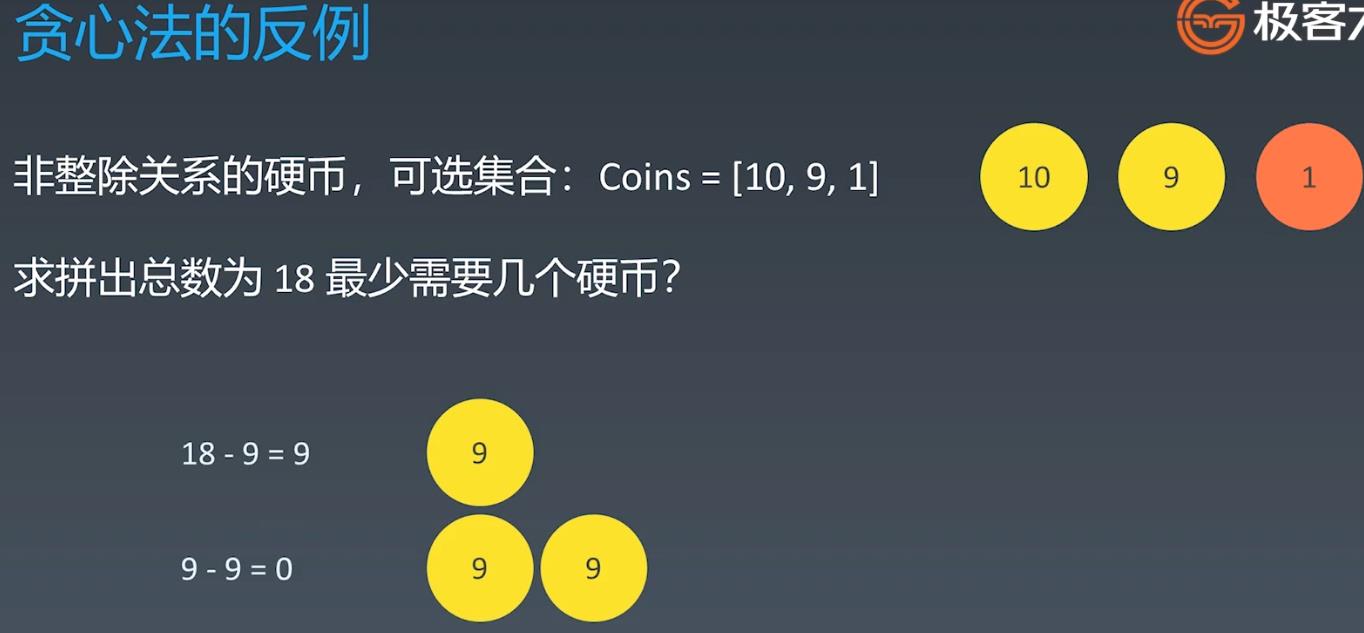 贪心法的反例
极客
非整除关系的硬币，可选集合：Coins = [10, 9, 1]
10 9 1
求拼出总数为 18 最少需要几个硬币？
18 - 9 = 9
9
9 - 9 = 0
9 9